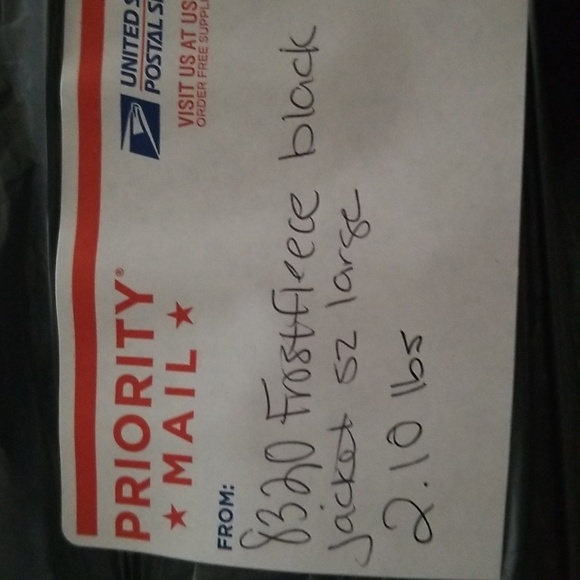 UNITED S
POSTAL SE
VISIT US AT US
ORDER FREE SUPPL
PRIORITY®
★ MAIL ★
FROM:
8320 Frostfleece black
jacket sz large
2.10 lbs